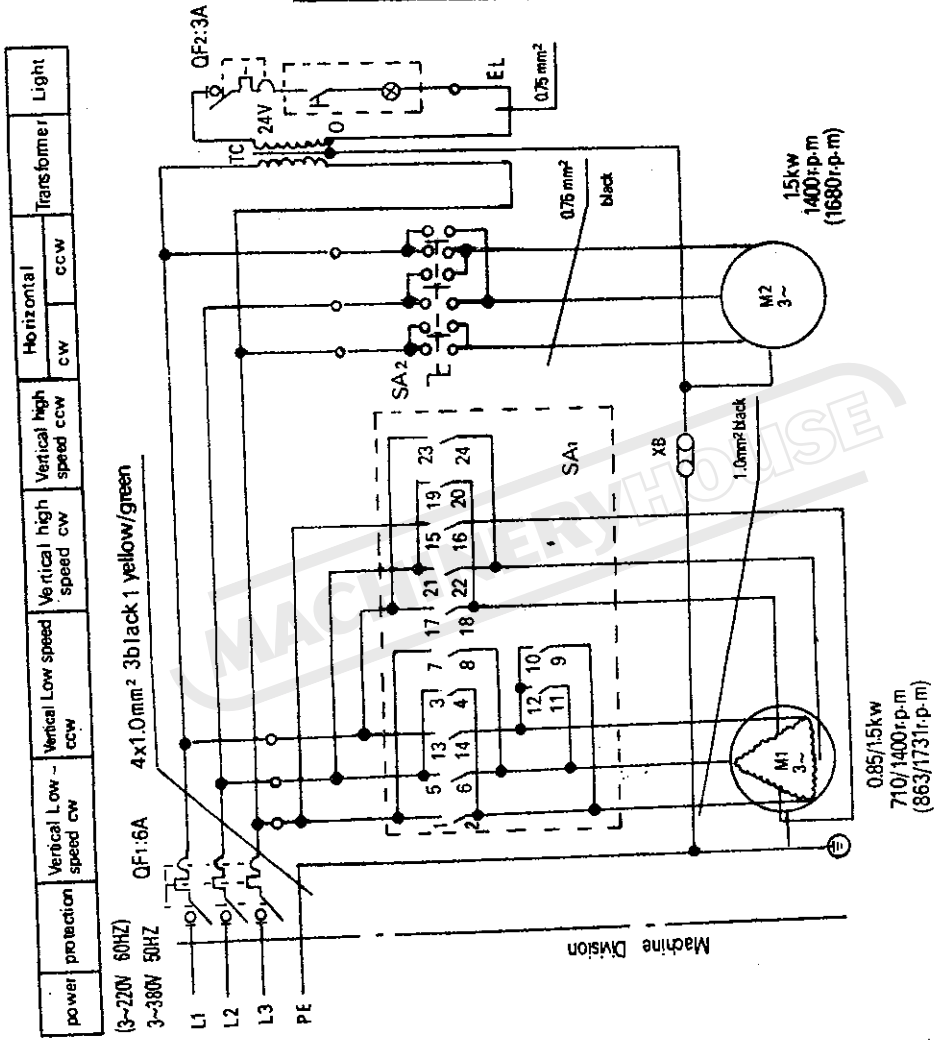 power
protection
Vertical Low -
speed cw
Vertical Low speed
ccw
Vertical high
speed cw
Vertical high
speed ccw
Horizontal
cw
ccw
Transformer
Light
(3~220V 60HZ)
3~380V 50HZ
QF1:6A
4x1.0mm² 3black 1 yellow/green
L1
L2
L3
PE
Machine Division
TC
24V
0
QF2:3A
EL
0.75 mm²
SA2
0.75 mm²
black
SA1
1 5 13 3 7 17 21 15 19 23
2 6 14 4 8 18 22 16 20 24
12 10
11 9
XB
1.0mm² black
M1
3~
0.85/1.5kw
710/1400r.p.m
(863/1731r.p.m)
M2
3~
1.5kw
1400r.p.m
(1680r.p.m)
MACHINERYHOUSE